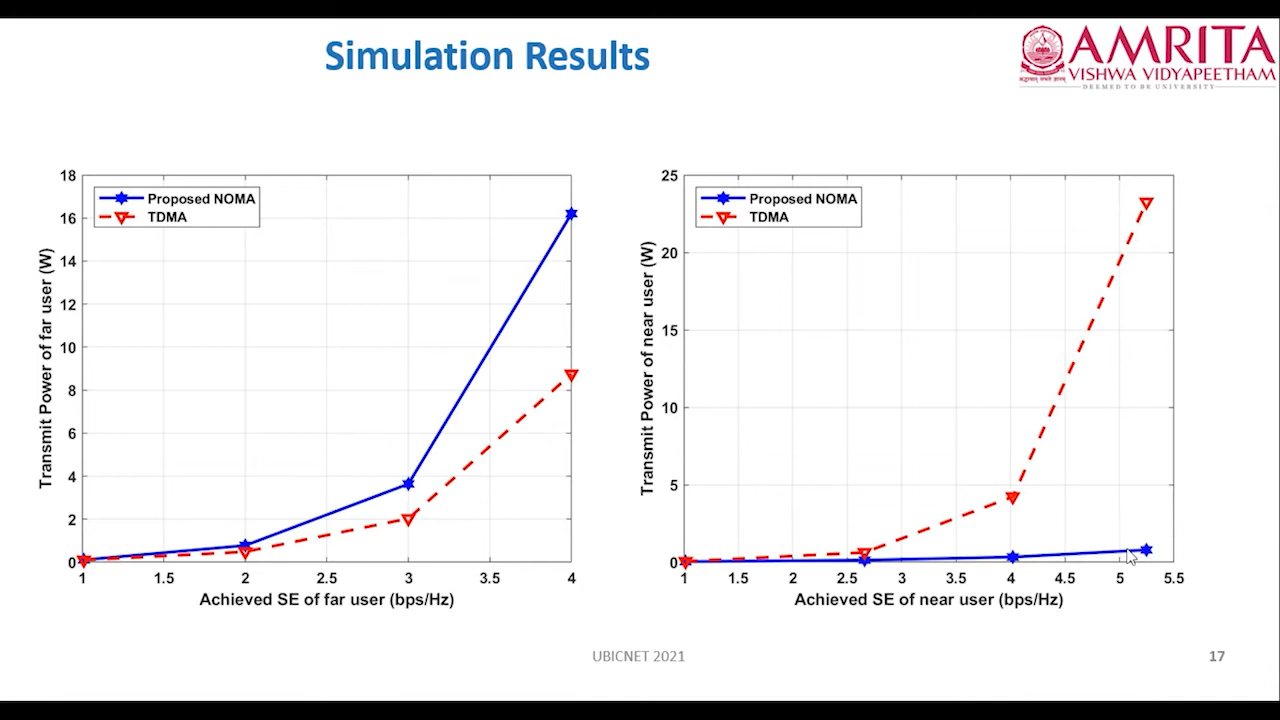 Simulation Results
AMRITA
VISHWA VIDYAPEETHAM
DEEMED TO BE UNIVERSITY
18
16
14
12
10
8
6
4
2
0
1
1.5
2
2.5
3
3.5
4
Transmit Power of far user (W)
Achieved SE of far user (bps/Hz)
Proposed NOMA
TDMA
25
20
15
10
5
0
1
1.5
2
2.5
3
3.5
4
4.5
5
5.5
Transmit Power of near user (W)
Achieved SE of near user (bps/Hz)
Proposed NOMA
TDMA
UBICNET 2021
17